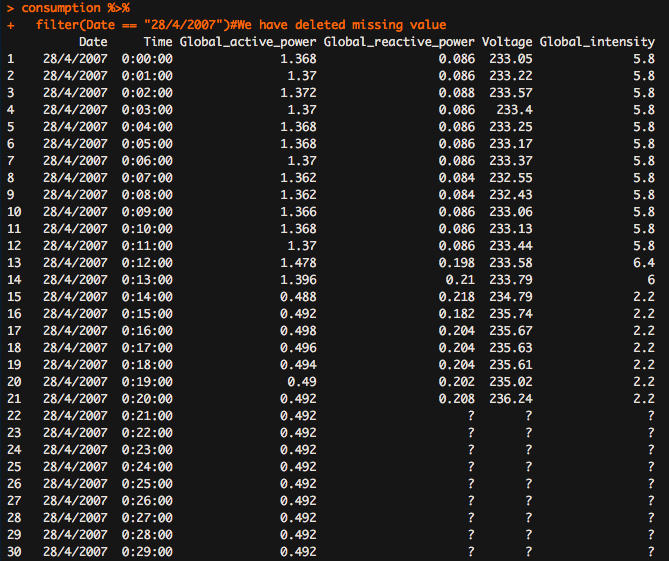 > consumption %>%
+   filter(Date == "28/4/2007")#We have deleted missing value
Date Time Global_active_power Global_reactive_power Voltage Global_intensity
1 28/4/2007 0:00:00 1.368 0.086 233.05 5.8
2 28/4/2007 0:01:00 1.37 0.086 233.22 5.8
3 28/4/2007 0:02:00 1.372 0.088 233.57 5.8
4 28/4/2007 0:03:00 1.37 0.086 233.4 5.8
5 28/4/2007 0:04:00 1.368 0.086 233.25 5.8
6 28/4/2007 0:05:00 1.368 0.086 233.17 5.8
7 28/4/2007 0:06:00 1.37 0.086 233.37 5.8
8 28/4/2007 0:07:00 1.362 0.084 232.55 5.8
9 28/4/2007 0:08:00 1.362 0.084 232.43 5.8
10 28/4/2007 0:09:00 1.366 0.086 233.06 5.8
11 28/4/2007 0:10:00 1.368 0.086 233.13 5.8
12 28/4/2007 0:11:00 1.37 0.086 233.44 5.8
13 28/4/2007 0:12:00 1.478 0.198 233.58 6.4
14 28/4/2007 0:13:00 1.396 0.21 233.79 6
15 28/4/2007 0:14:00 0.488 0.218 234.79 2.2
16 28/4/2007 0:15:00 0.492 0.182 235.74 2.2
17 28/4/2007 0:16:00 0.498 0.204 235.67 2.2
18 28/4/2007 0:17:00 0.496 0.204 235.63 2.2
19 28/4/2007 0:18:00 0.494 0.204 235.61 2.2
20 28/4/2007 0:19:00 0.49 0.202 235.02 2.2
21 28/4/2007 0:20:00 0.492 0.208 236.24 2.2
22 28/4/2007 0:21:00 0.492 ? ? ?
23 28/4/2007 0:22:00 0.492 ? ? ?
24 28/4/2007 0:23:00 0.492 ? ? ?
25 28/4/2007 0:24:00 0.492 ? ? ?
26 28/4/2007 0:25:00 0.492 ? ? ?
27 28/4/2007 0:26:00 0.492 ? ? ?
28 28/4/2007 0:27:00 0.492 ? ? ?
29 28/4/2007 0:28:00 0.492 ? ? ?
30 28/4/2007 0:29:00 0.492 ? ? ?